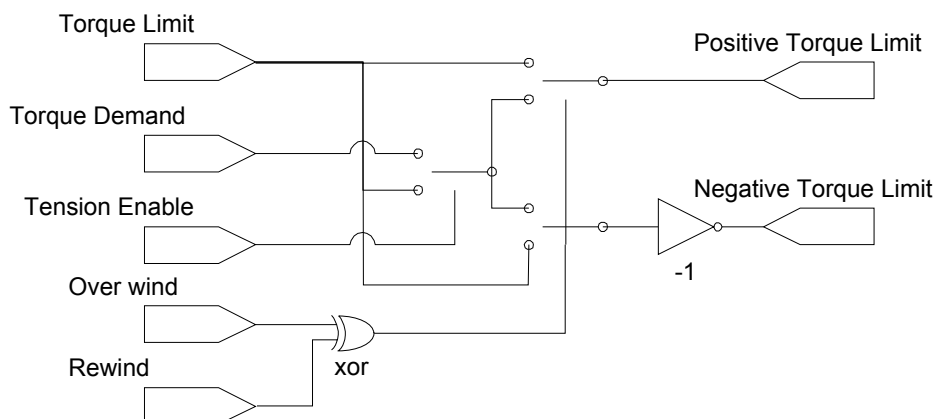 Torque Limit
Positive Torque Limit
Torque Demand
Tension Enable
Negative Torque Limit
Over wind
-1
Rewind
xor